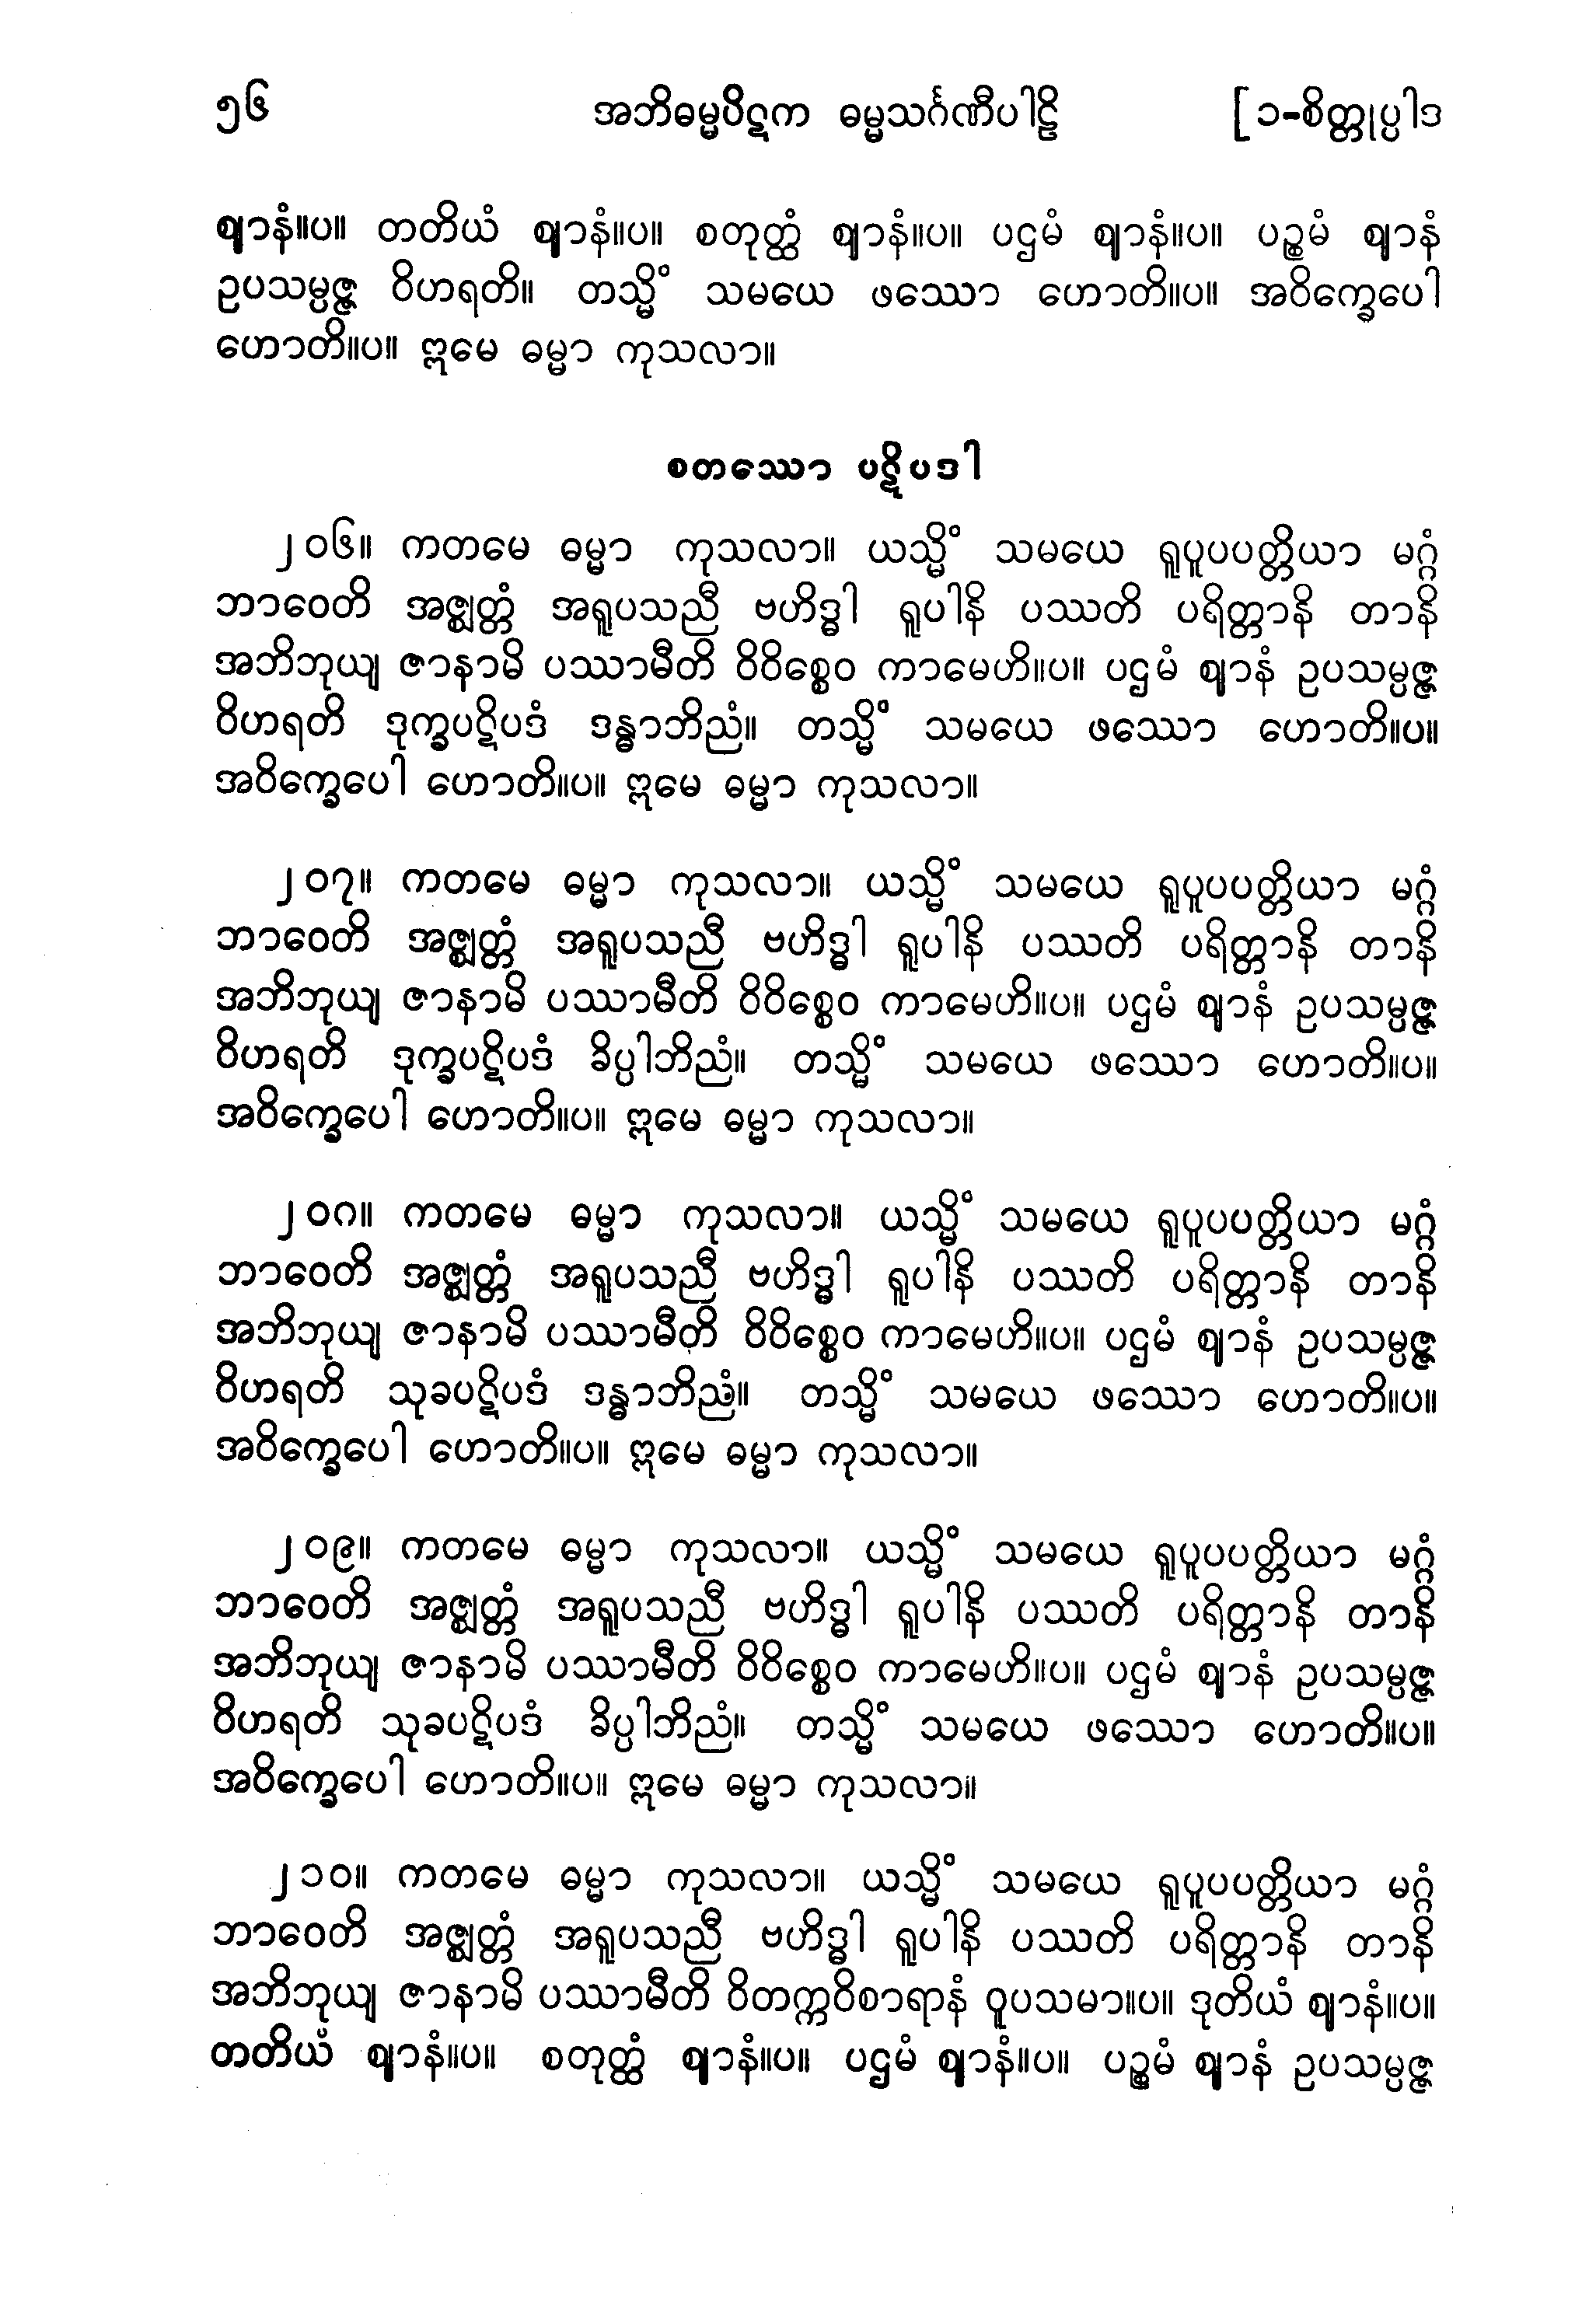 ၅၆ အဘိဓမ္မပိဋက ဓမ္မသင်္ဂဏီပါဠိ [ ၁-စိတ္တုပ္ပါဒ
ဈာနံ။ပ။ တတိယံ ဈာနံ။ပ။ စတုတ္ထံ ဈာနံ။ပ။ ပဌမံ ဈာနံ။ပ။ ပဉ္စမံ ဈာနံ
ဥပသမ္ပဇ္ဇ ဝိဟရတိ။ တသ္မိံ သမယေ ဖဿော ဟောတိ။ပ။ အဝိက္ခေပေါ
ဟောတိ။ပ။ ဣမေ ဓမ္မာ ကုသလာ။
စတဿော ပဋိပဒါ
၂၀၆။ ကတမေ ဓမ္မာ ကုသလာ။ ယသ္မိံ သမယေ ရူပူပပတ္တိယာ မဂ္ဂံ
ဘာဝေတိ အဇ္ဈတ္တံ အရူပသညီ ဗဟိဒ္ဓါ ရူပါနိ ပဿတိ ပရိတ္တာနိ တာနိ
အဘိဘုယျ ဇာနာမိ ပဿာမီတိ ဝိဝိစ္စေဝ ကာမေဟိ။ပ။ ပဌမံ ဈာနံ ဥပသမ္ပဇ္ဇ
ဝိဟရတိ ဒုက္ခပဋိပဒံ ဒန္ဓာဘိညံ။ တသ္မိံ သမယေ ဖဿော ဟောတိ။ပ။
အဝိက္ခေပေါ ဟောတိ။ပ။ ဣမေ ဓမ္မာ ကုသလာ။
၂၀၇။ ကတမေ ဓမ္မာ ကုသလာ။ ယသ္မိံ သမယေ ရူပူပပတ္တိယာ မဂ္ဂံ
ဘာဝေတိ အဇ္ဈတ္တံ အရူပသညီ ဗဟိဒ္ဓါ ရူပါနိ ပဿတိ ပရိတ္တာနိ တာနိ
အဘိဘုယျ ဇာနာမိ ပဿာမီတိ ဝိဝိစ္စေဝ ကာမေဟိ။ပ။ ပဌမံ ဈာနံ ဥပသမ္ပဇ္ဇ
ဝိဟရတိ ဒုက္ခပဋိပဒံ ခိပ္ပါဘိညံ။ တသ္မိံ သမယေ ဖဿော ဟောတိ။ပ။
အဝိက္ခေပေါ ဟောတိ။ပ။ ဣမေ ဓမ္မာ ကုသလာ။
၂၀၈။ ကတမေ ဓမ္မာ ကုသလာ။ ယသ္မိံ သမယေ ရူပူပပတ္တိယာ မဂ္ဂံ
ဘာဝေတိ အဇ္ဈတ္တံ အရူပသညီ ဗဟိဒ္ဓါ ရူပါနိ ပဿတိ ပရိတ္တာနိ တာနိ
အဘိဘုယျ ဇာနာမိ ပဿာမီတိ ဝိဝိစ္စေဝ ကာမေဟိ။ပ။ ပဌမံ ဈာနံ ဥပသမ္ပဇ္ဇ
ဝိဟရတိ သုခပဋိပဒံ ဒန္ဓာဘိညံ။ တသ္မိံ သမယေ ဖဿော ဟောတိ။ပ။
အဝိက္ခေပေါ ဟောတိ။ပ။ ဣမေ ဓမ္မာ ကုသလာ။
၂၀၉။ ကတမေ ဓမ္မာ ကုသလာ။ ယသ္မိံ သမယေ ရူပူပပတ္တိယာ မဂ္ဂံ
ဘာဝေတိ အဇ္ဈတ္တံ အရူပသညီ ဗဟိဒ္ဓါ ရူပါနိ ပဿတိ ပရိတ္တာနိ တာနိ
အဘိဘုယျ ဇာနာမိ ပဿာမီတိ ဝိဝိစ္စေဝ ကာမေဟိ။ပ။ ပဌမံ ဈာနံ ဥပသမ္ပဇ္ဇ
ဝိဟရတိ သုခပဋိပဒံ ခိပ္ပါဘိညံ။ တသ္မိံ သမယေ ဖဿော ဟောတိ။ပ။
အဝိက္ခေပေါ ဟောတိ။ပ။ ဣမေ ဓမ္မာ ကုသလာ။
၂၁၀။ ကတမေ ဓမ္မာ ကုသလာ။ ယသ္မိံ သမယေ ရူပူပပတ္တိယာ မဂ္ဂံ
ဘာဝေတိ အဇ္ဈတ္တံ အရူပသညီ ဗဟိဒ္ဓါ ရူပါနိ ပဿတိ ပရိတ္တာနိ တာနိ
အဘိဘုယျ ဇာနာမိ ပဿာမီတိ ဝိတက္ကဝိစာရာနံ ဝူပသမာ။ပ။ ဒုတိယံ ဈာနံ။ပ။
တတိယံ ဈာနံ။ပ။ စတုတ္ထံ ဈာနံ။ပ။ ပဌမံ ဈာနံ။ပ။ ပဉ္စမံ ဈာနံ ဥပသမ္ပဇ္ဇ